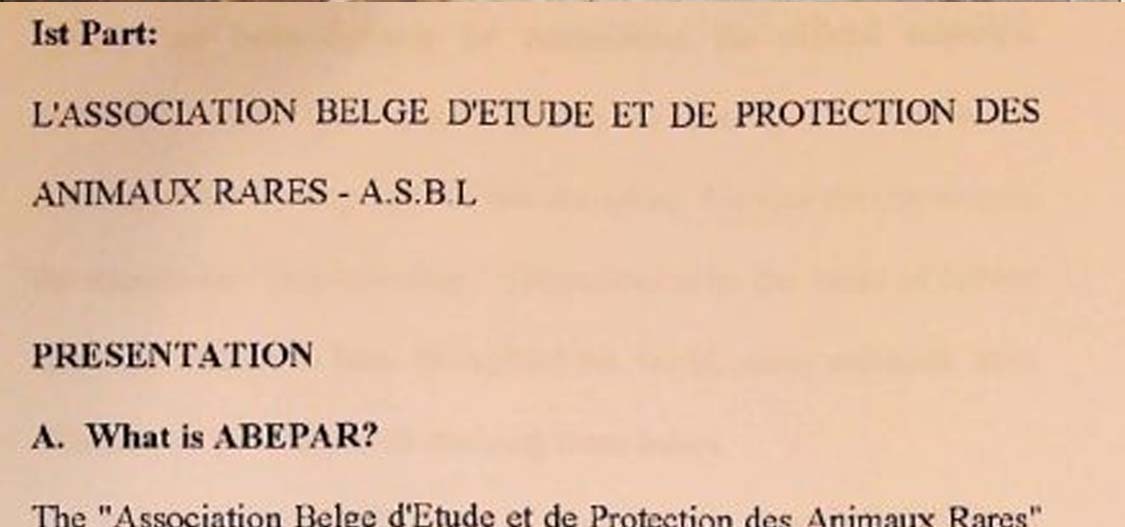 Ist Part:
L'ASSOCIATION BELGE D'ETUDE ET DE PROTECTION DES
ANIMAUX RARES - A.S.B.L
PRESENTATION
A. What is ABEPAR?
The "Association Belge d'Etude et de Protection des Animaux Rares"